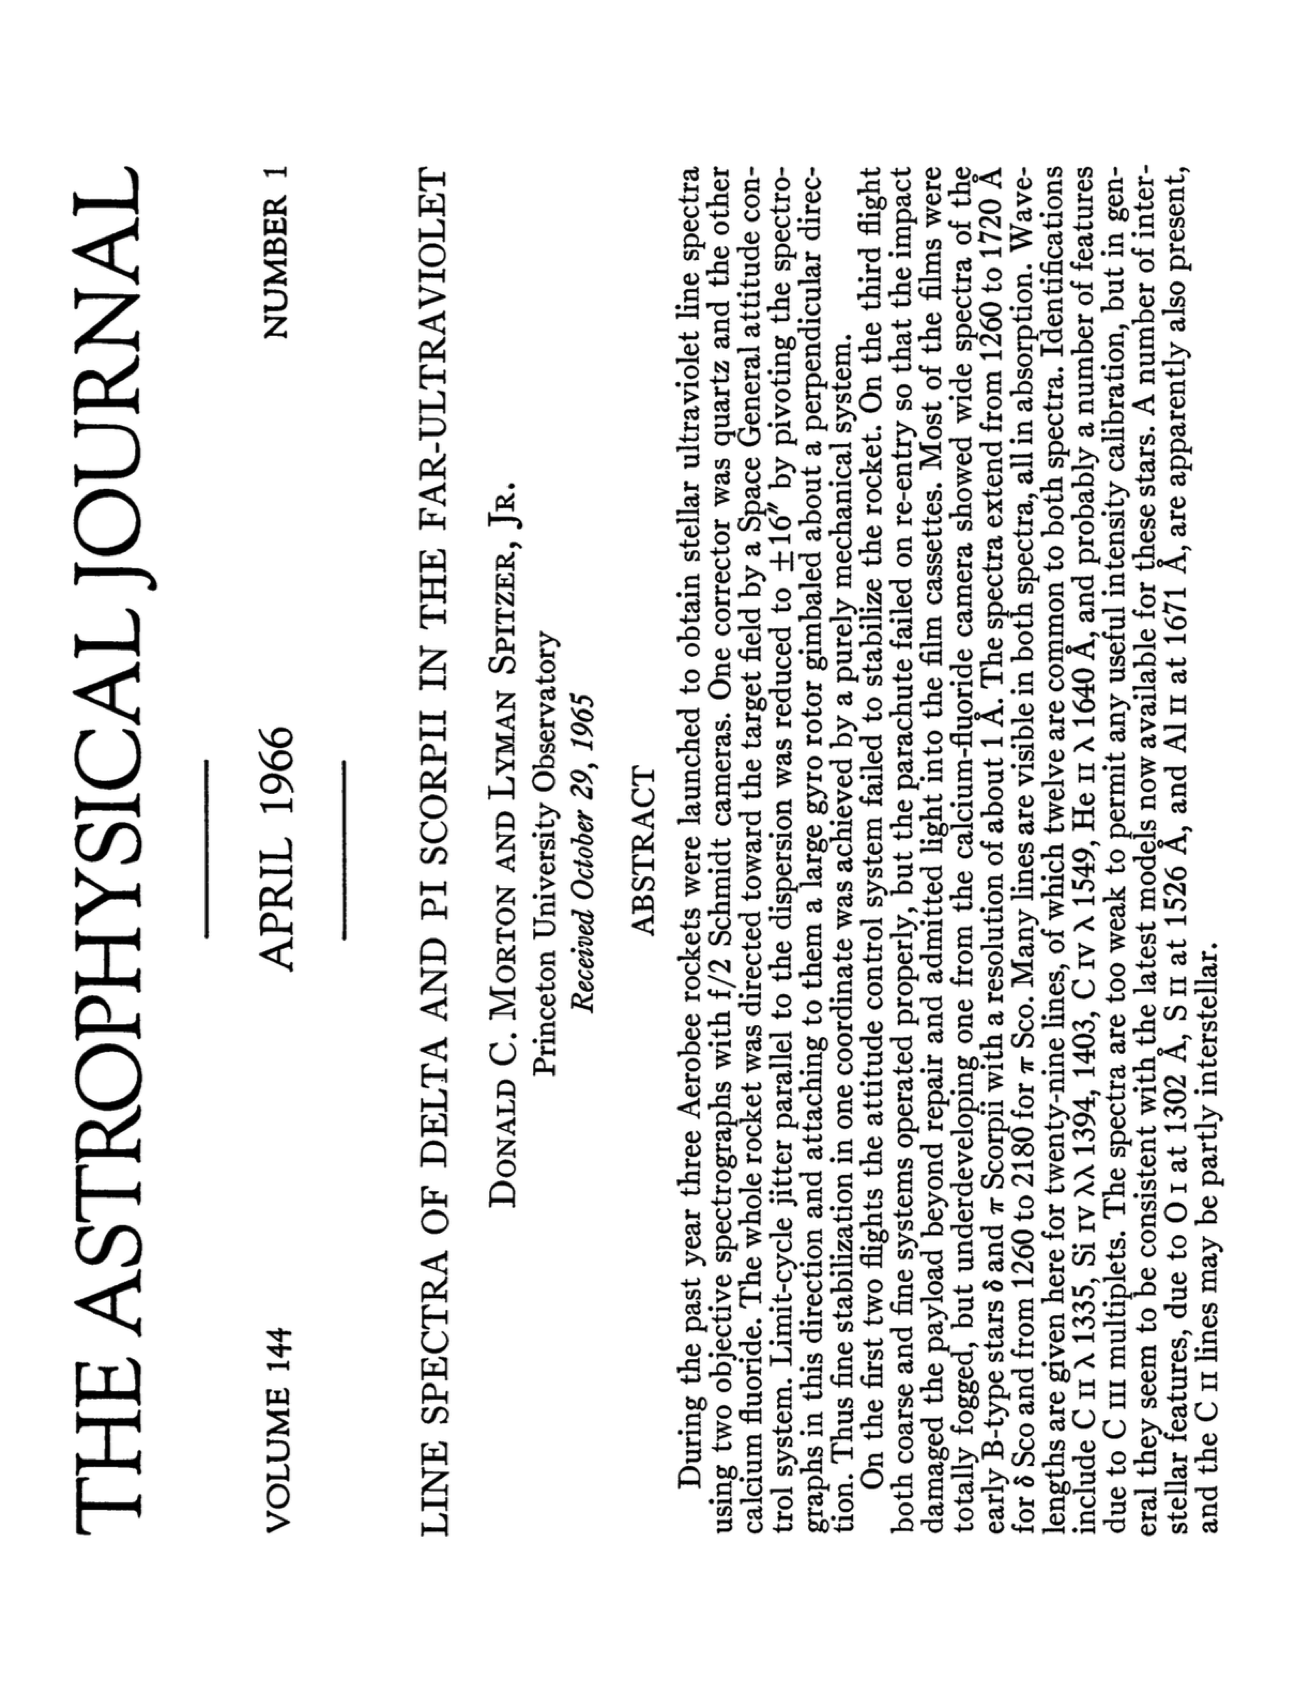 THE ASTROPHYSICAL JOURNAL
VOLUME 144 APRIL 1966 NUMBER 1
LINE SPECTRA OF DELTA AND PI SCORPII IN THE FAR-ULTRAVIOLET
DONALD C. MORTON AND LYMAN SPITZER, JR.
Princeton University Observatory
Received October 29, 1965
ABSTRACT
During the past year three Aerobee rockets were launched to obtain stellar ultraviolet line spectra
using two objective spectrographs with f/2 Schmidt cameras. One corrector was quartz and the other
calcium fluoride. The whole rocket was directed toward the target field by a Space General attitude con-
trol system. Limit-cycle jitter parallel to the dispersion was reduced to ±16″ by pivoting the spectro-
graphs in this direction and attaching to them a large gyro rotor gimbaled about a perpendicular direc-
tion. Thus fine stabilization in one coordinate was achieved by a purely mechanical system.
On the first two flights the attitude control system failed to stabilize the rocket. On the third flight
both coarse and fine systems operated properly, but the parachute failed on re-entry so that the impact
damaged the payload beyond repair and admitted light into the film cassettes. Most of the films were
totally fogged, but underdeveloping one from the calcium-fluoride camera showed wide spectra of the
early B-type stars δ and π Scorpii with a resolution of about 1 Å. The spectra extend from 1260 to 1720 Å
for δ Sco and from 1260 to 2180 for π Sco. Many lines are visible in both spectra, all in absorption. Wave-
lengths are given here for twenty-nine lines, of which twelve are common to both spectra. Identifications
include C II λ 1335, Si IV λλ 1394, 1403, C IV λ 1549, He II λ 1640 Å, and probably a number of features
due to C III multiplets. The spectra are too weak to permit any useful intensity calibration, but in gen-
eral they seem to be consistent with the latest models now available for these stars. A number of inter-
stellar features, due to O I at 1302 Å, S II at 1526 Å, and Al II at 1671 Å, are apparently also present,
and the C II lines may be partly interstellar.